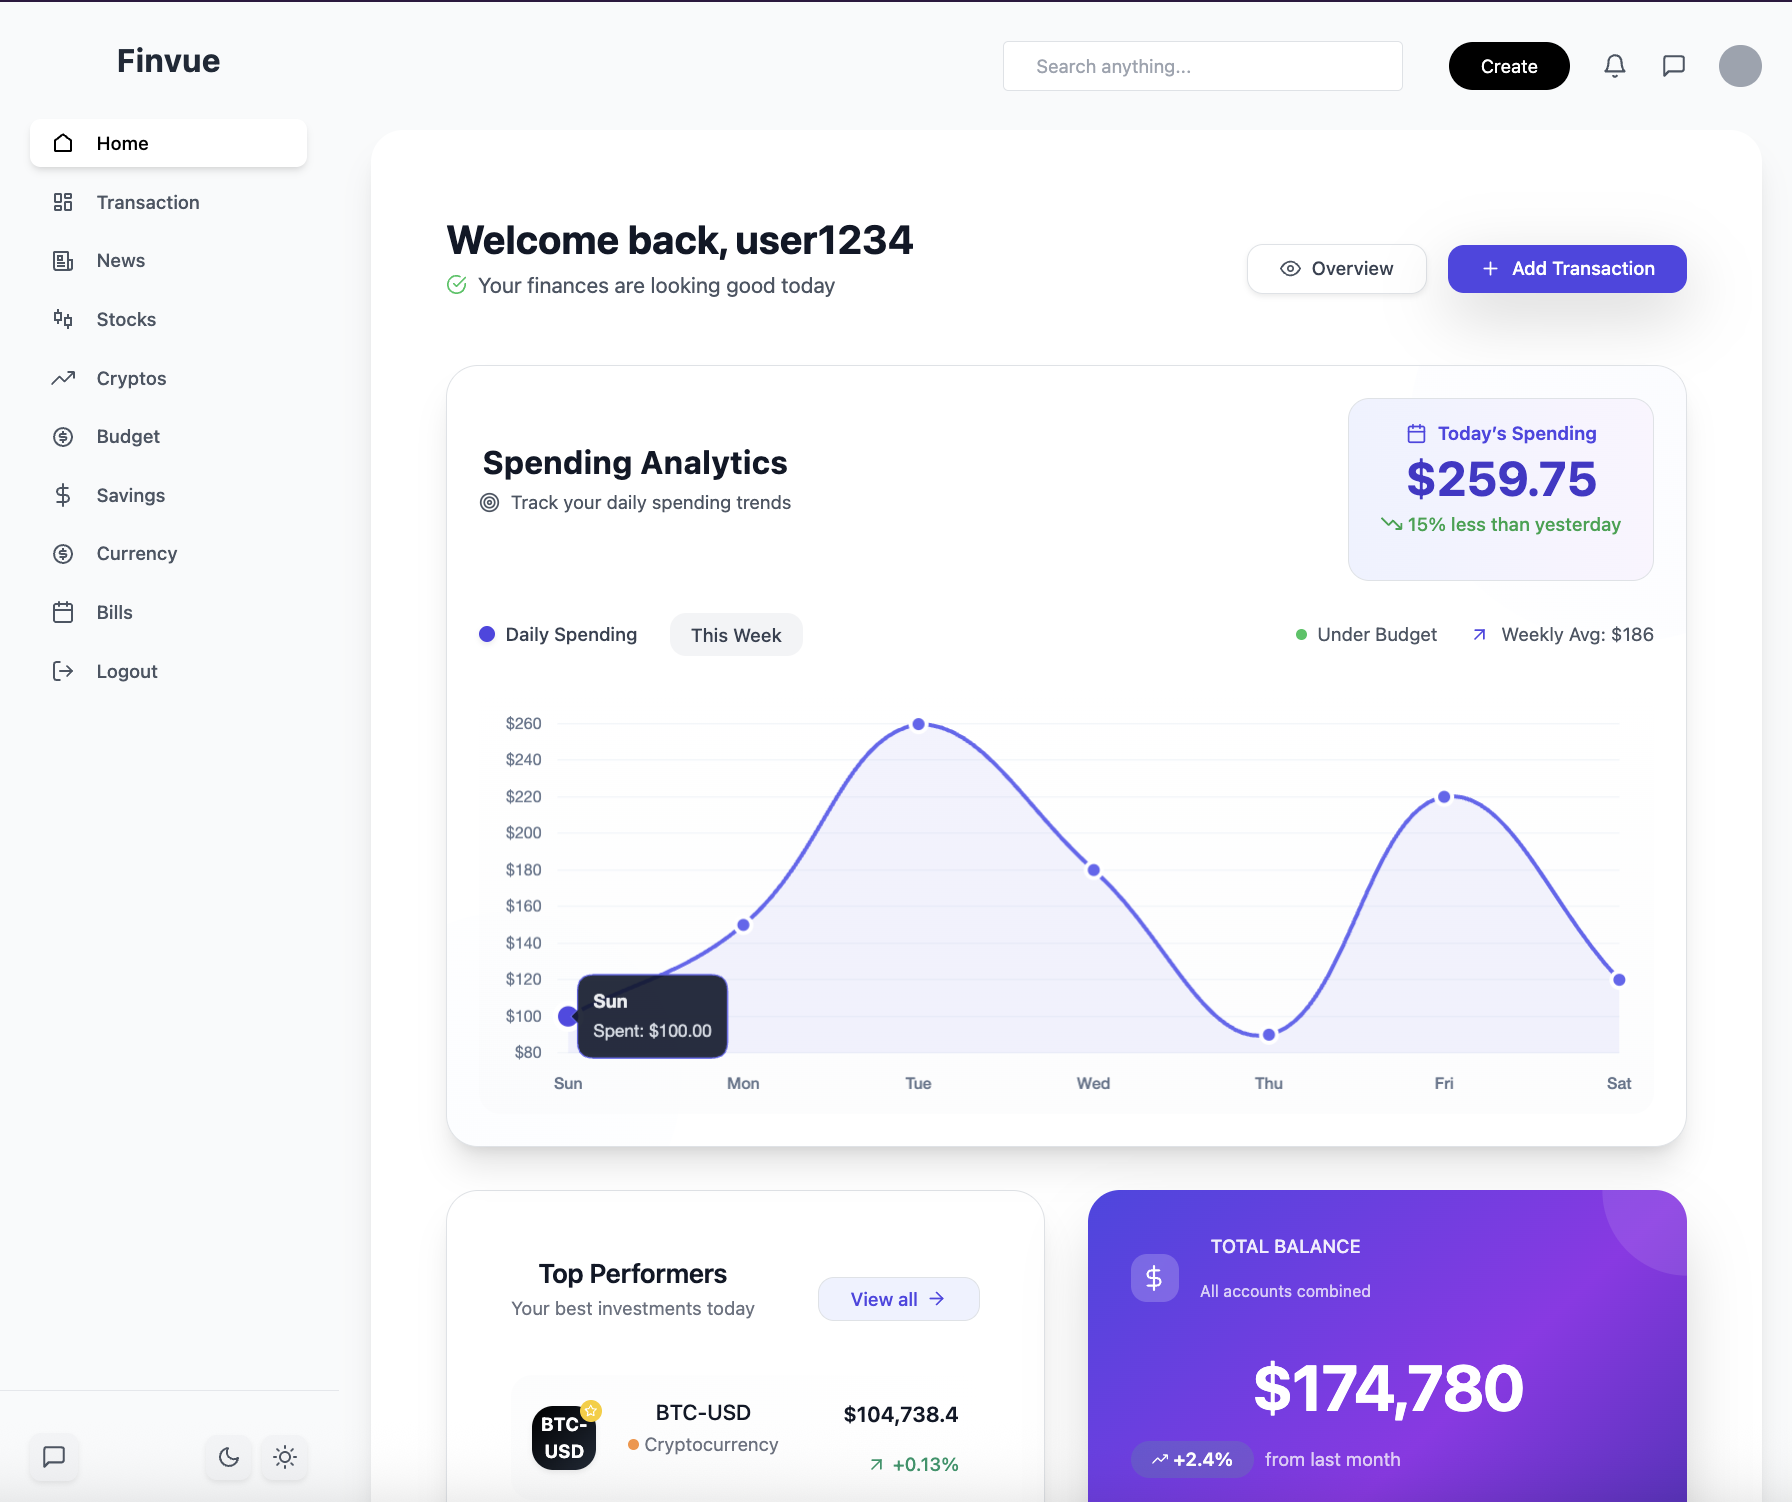 Finvue
Search anything...
Create
Home
Transaction
News
Stocks
Cryptos
Budget
Savings
Currency
Bills
Logout
Welcome back, user1234
Your finances are looking good today
Overview
Add Transaction
Spending Analytics
Track your daily spending trends
Today's Spending
$259.75
15% less than yesterday
Daily Spending
This Week
Under Budget
Weekly Avg: $186
$260
$240
$220
$200
$180
$160
$140
$120
$100
$80
Sun
Spent: $100.00
Sun Mon Tue Wed Thu Fri Sat
Top Performers
Your best investments today
View all
BTC-
USD
BTC-USD
Cryptocurrency
$104,738.4
+0.13%
TOTAL BALANCE
All accounts combined
$174,780
+2.4% from last month